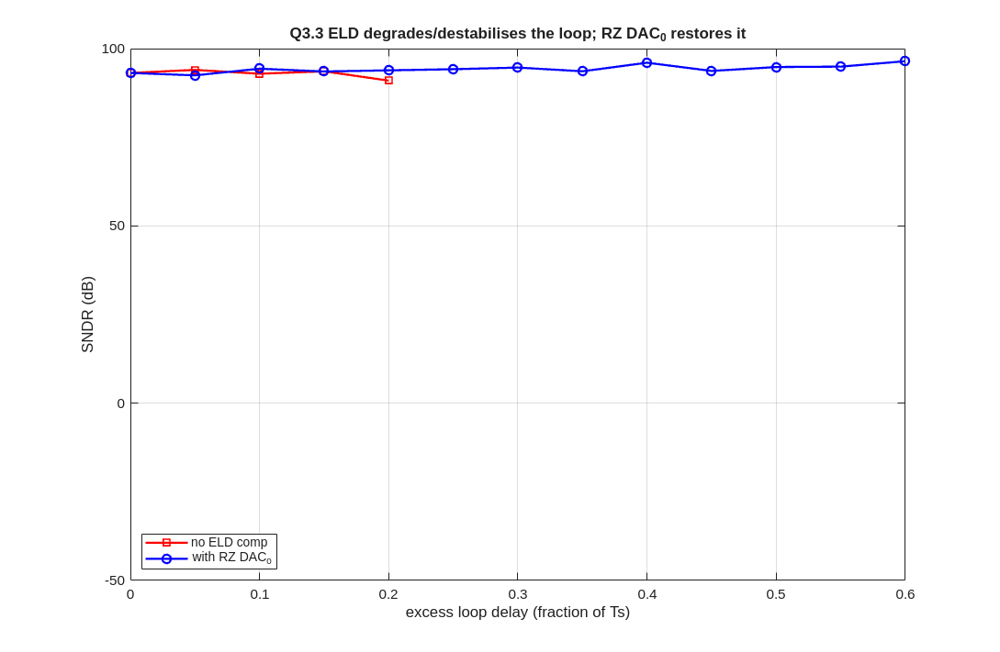 Q3.3 ELD degrades/destabilises the loop; RZ DAC₀ restores it
100
50
0
-50
SNDR (dB)
no ELD comp
with RZ DAC₀
0 0.1 0.2 0.3 0.4 0.5 0.6
excess loop delay (fraction of Ts)